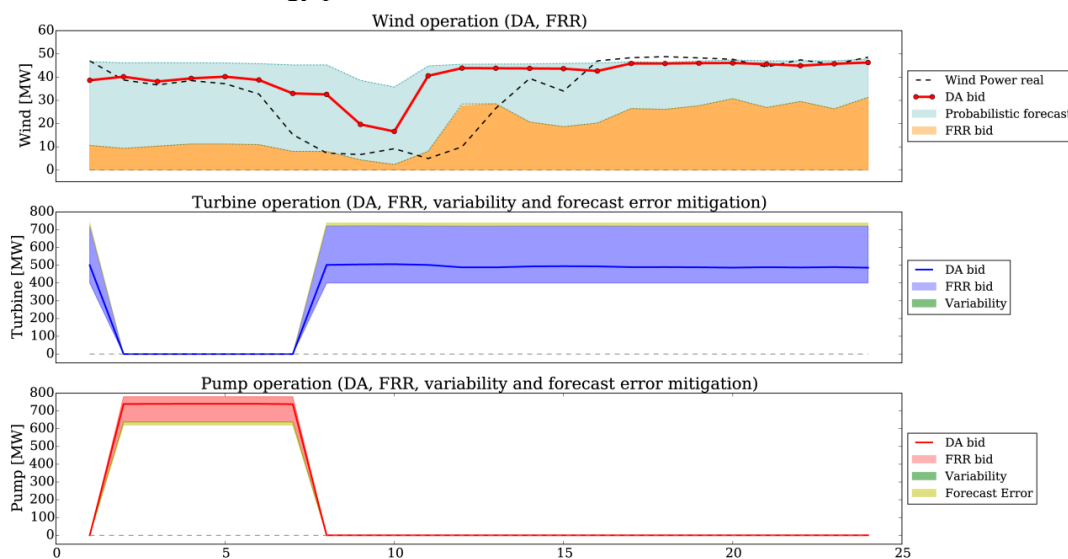 Wind operation (DA, FRR)
Wind [MW]
60
50
40
30
20
10
0
Wind Power real
DA bid
Probabilistic forecast
FRR bid
Turbine operation (DA, FRR, variability and forecast error mitigation)
Turbine [MW]
800
700
600
500
400
300
200
100
0
DA bid
FRR bid
Variability
Pump operation (DA, FRR, variability and forecast error mitigation)
Pump [MW]
800
700
600
500
400
300
200
100
0
DA bid
FRR bid
Variability
Forecast Error
0 5 10 15 20 25